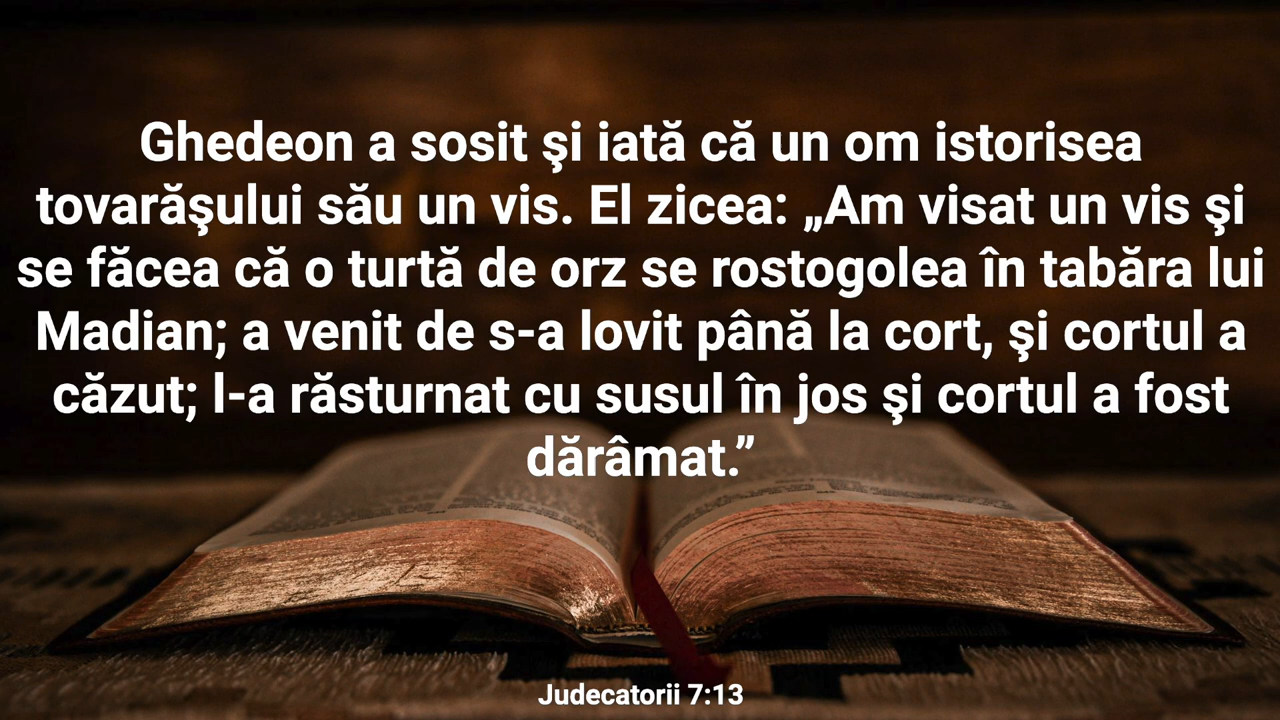 Ghedeon a sosit şi iată că un om istorisea
tovarăşului său un vis. El zicea: „Am visat un vis şi
se făcea că o turtă de orz se rostogolea în tabăra lui
Madian; a venit de s-a lovit până la cort, şi cortul a
căzut; l-a răsturnat cu susul în jos şi cortul a fost
dărâmat.”
Judecatorii 7:13